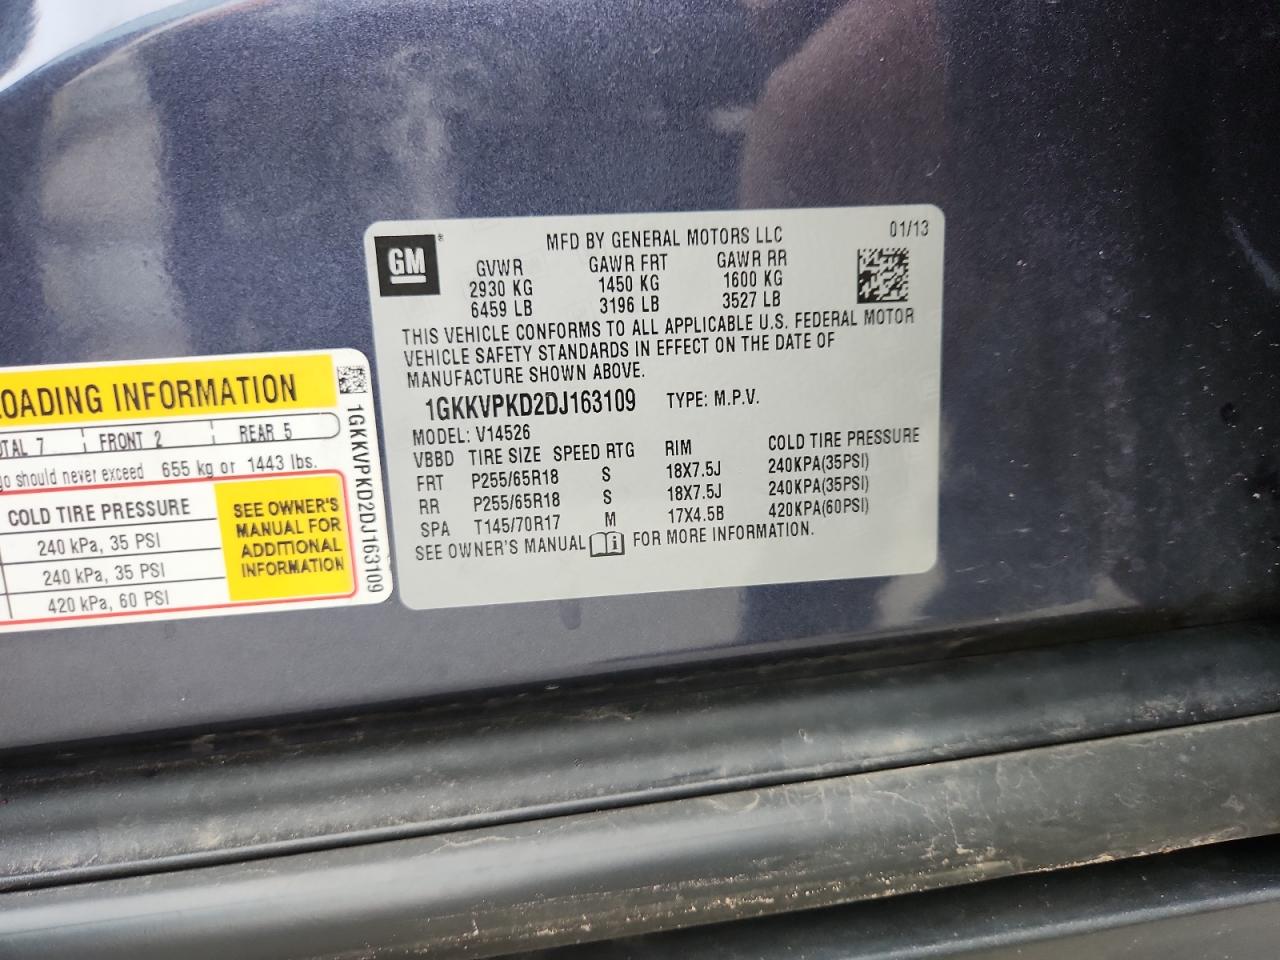 LOADING INFORMATION
TOTAL 7 FRONT 2 REAR 5
should never exceed 655 kg or 1443 lbs.
COLD TIRE PRESSURE
240 kPa, 35 PSI
240 kPa, 35 PSI
420 kPa, 60 PSI
SEE OWNER'S
MANUAL FOR
ADDITIONAL
INFORMATION
1GKKVPKD2DJ163109
GM
MFD BY GENERAL MOTORS LLC
01/13
GVWR GAWR FRT GAWR RR
2930 KG 1450 KG 1600 KG
6459 LB 3196 LB 3527 LB
THIS VEHICLE CONFORMS TO ALL APPLICABLE U.S. FEDERAL MOTOR
VEHICLE SAFETY STANDARDS IN EFFECT ON THE DATE OF
MANUFACTURE SHOWN ABOVE.
1GKKVPKD2DJ163109 TYPE: M.P.V.
MODEL: V14526
VBBD TIRE SIZE SPEED RTG RIM COLD TIRE PRESSURE
FRT P255/65R18 S 18X7.5J 240KPA(35PSI)
RR P255/65R18 S 18X7.5J 240KPA(35PSI)
SPA T145/70R17 M 17X4.5B 420KPA(60PSI)
SEE OWNER'S MANUAL FOR MORE INFORMATION.